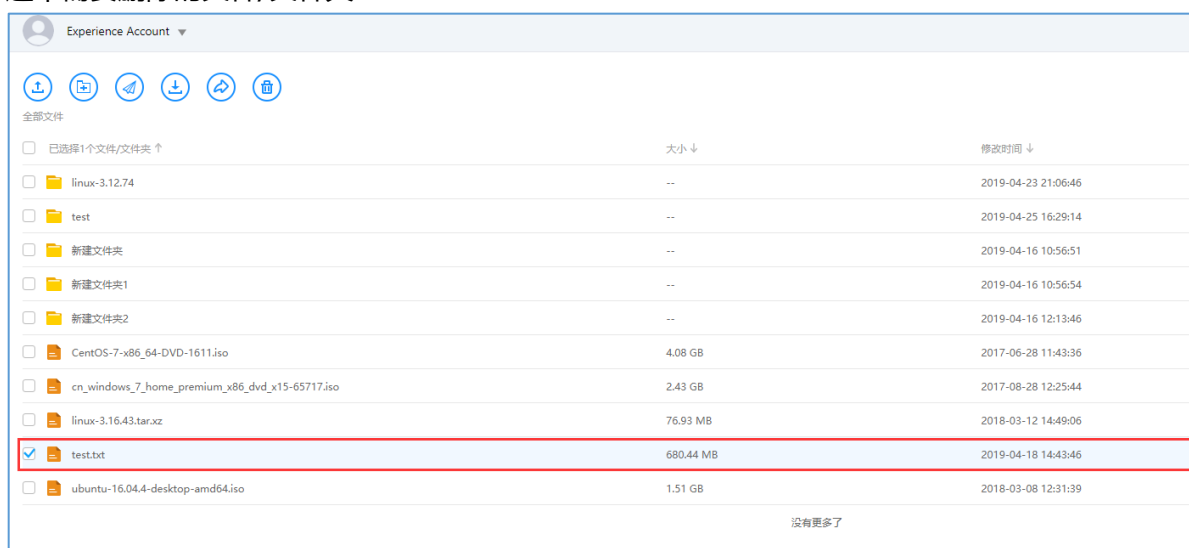 Experience Account
全部文件
已选择1个文件/文件夹 ↑ 大小 ↓ 修改时间 ↓
linux-3.12.74 -- 2019-04-23 21:06:46
test -- 2019-04-25 16:29:14
新建文件夹 -- 2019-04-16 10:56:51
新建文件夹1 -- 2019-04-16 10:56:54
新建文件夹2 -- 2019-04-16 12:13:46
CentOS-7-x86_64-DVD-1611.iso 4.08 GB 2017-06-28 11:43:36
cn_windows_7_home_premium_x86_dvd_x15-65717.iso 2.43 GB 2017-08-28 12:25:44
linux-3.16.43.tar.xz 76.93 MB 2018-03-12 14:49:06
test.txt 680.44 MB 2019-04-18 14:43:46
ubuntu-16.04.4-desktop-amd64.iso 1.51 GB 2018-03-08 12:31:39
没有更多了